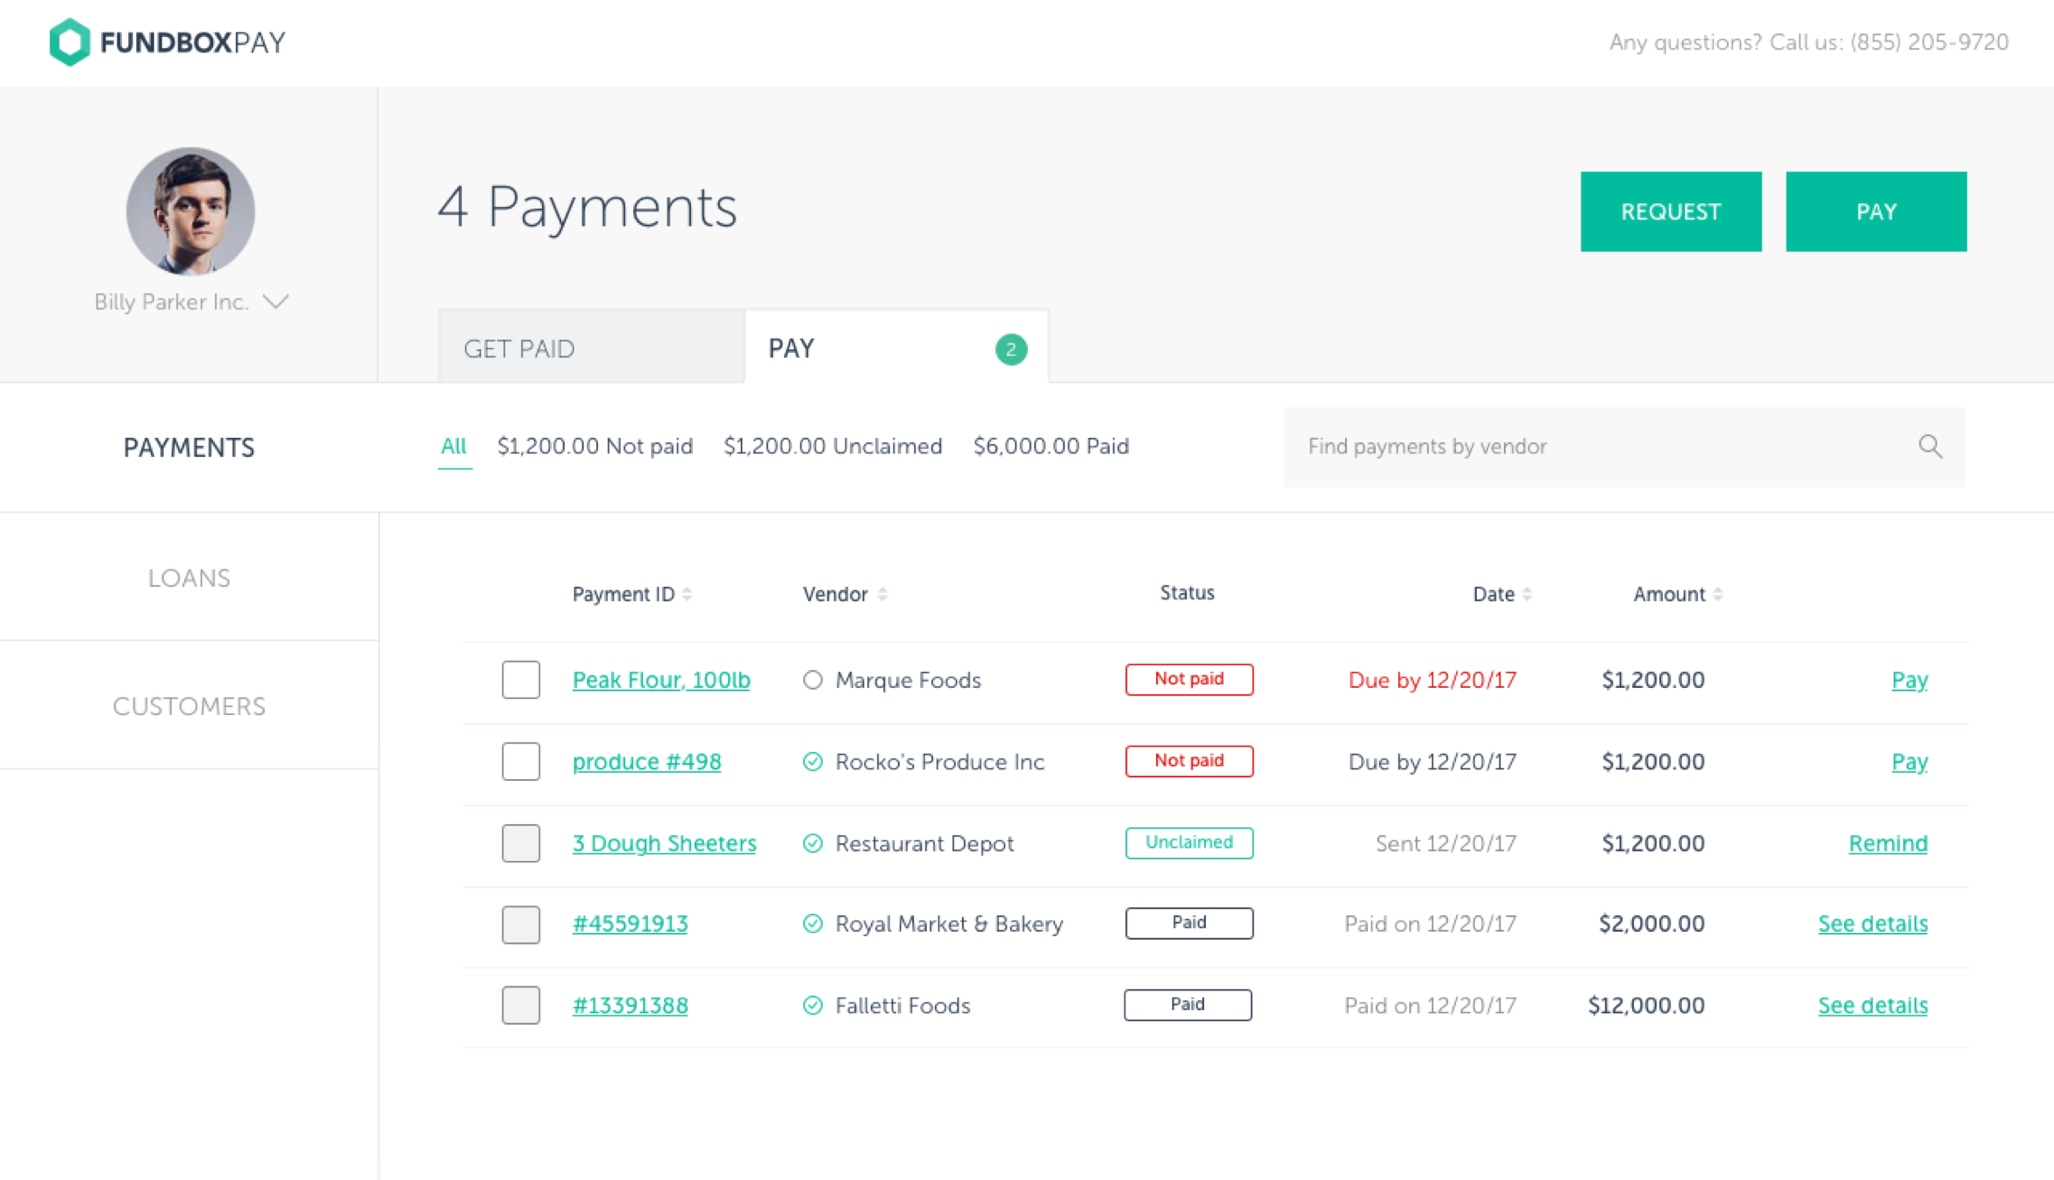 FUNDBOXPAY
Any questions? Call us: (855) 205-9720
Billy Parker Inc.
4 Payments
REQUEST
PAY
GET PAID
PAY
2
PAYMENTS
LOANS
CUSTOMERS
All $1,200.00 Not paid $1,200.00 Unclaimed $6,000.00 Paid
Find payments by vendor
Payment ID Vendor Status Date Amount
Peak Flour, 100lb Marque Foods Not paid Due by 12/20/17 $1,200.00 Pay
produce #498 Rocko's Produce Inc Not paid Due by 12/20/17 $1,200.00 Pay
3 Dough Sheeters Restaurant Depot Unclaimed Sent 12/20/17 $1,200.00 Remind
#45591913 Royal Market & Bakery Paid Paid on 12/20/17 $2,000.00 See details
#13391388 Falletti Foods Paid Paid on 12/20/17 $12,000.00 See details